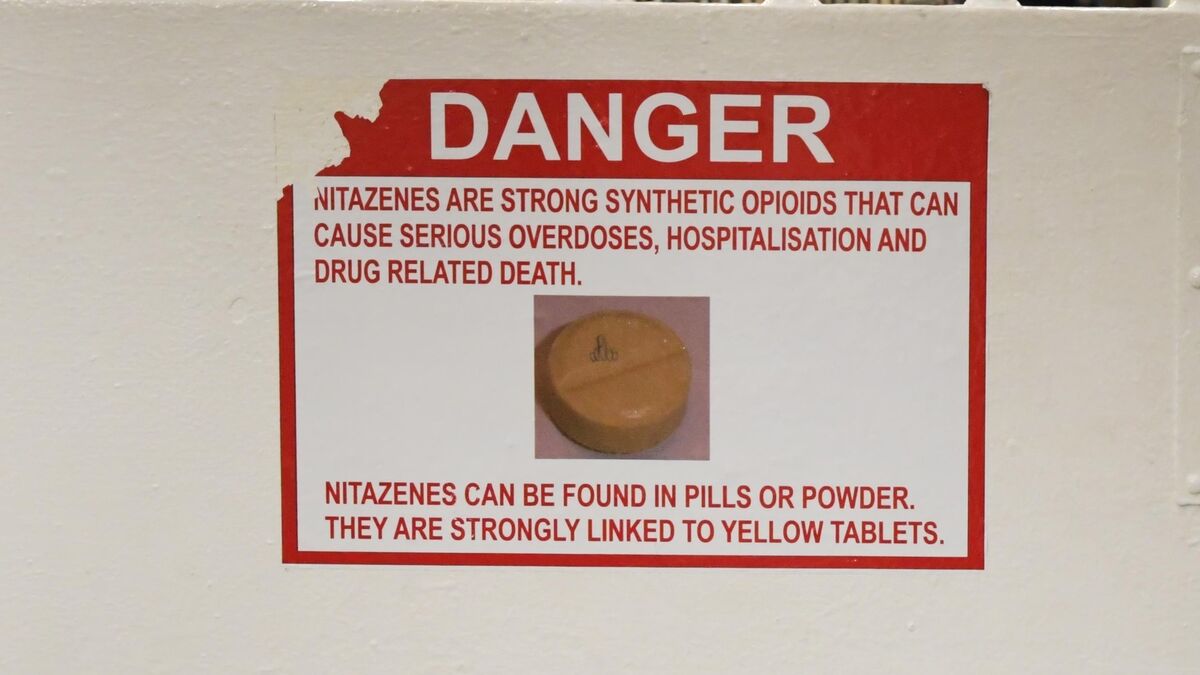 DANGER
NITAZENES ARE STRONG SYNTHETIC OPIOIDS THAT CAN
CAUSE SERIOUS OVERDOSES, HOSPITALISATION AND
DRUG RELATED DEATH.
NITAZENES CAN BE FOUND IN PILLS OR POWDER.
THEY ARE STRONGLY LINKED TO YELLOW TABLETS.